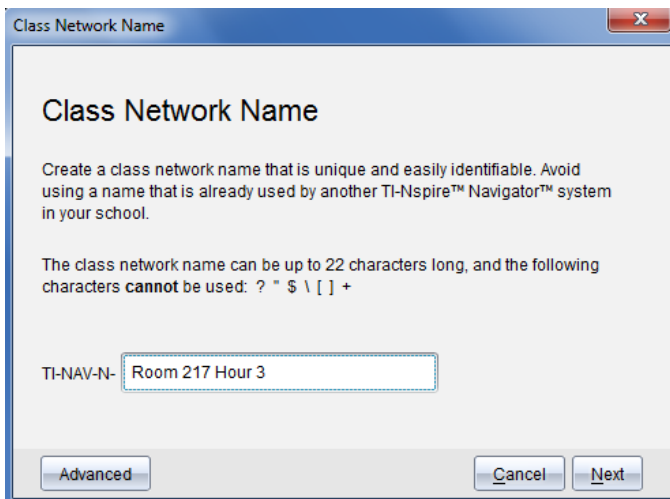 Class Network Name
x
Class Network Name
Create a class network name that is unique and easily identifiable. Avoid
using a name that is already used by another TI-Nspire™ Navigator™ system
in your school.
The class network name can be up to 22 characters long, and the following
characters cannot be used: ? " $ \ [ ] +
TI-NAV-N- Room 217 Hour 3
Advanced Cancel Next